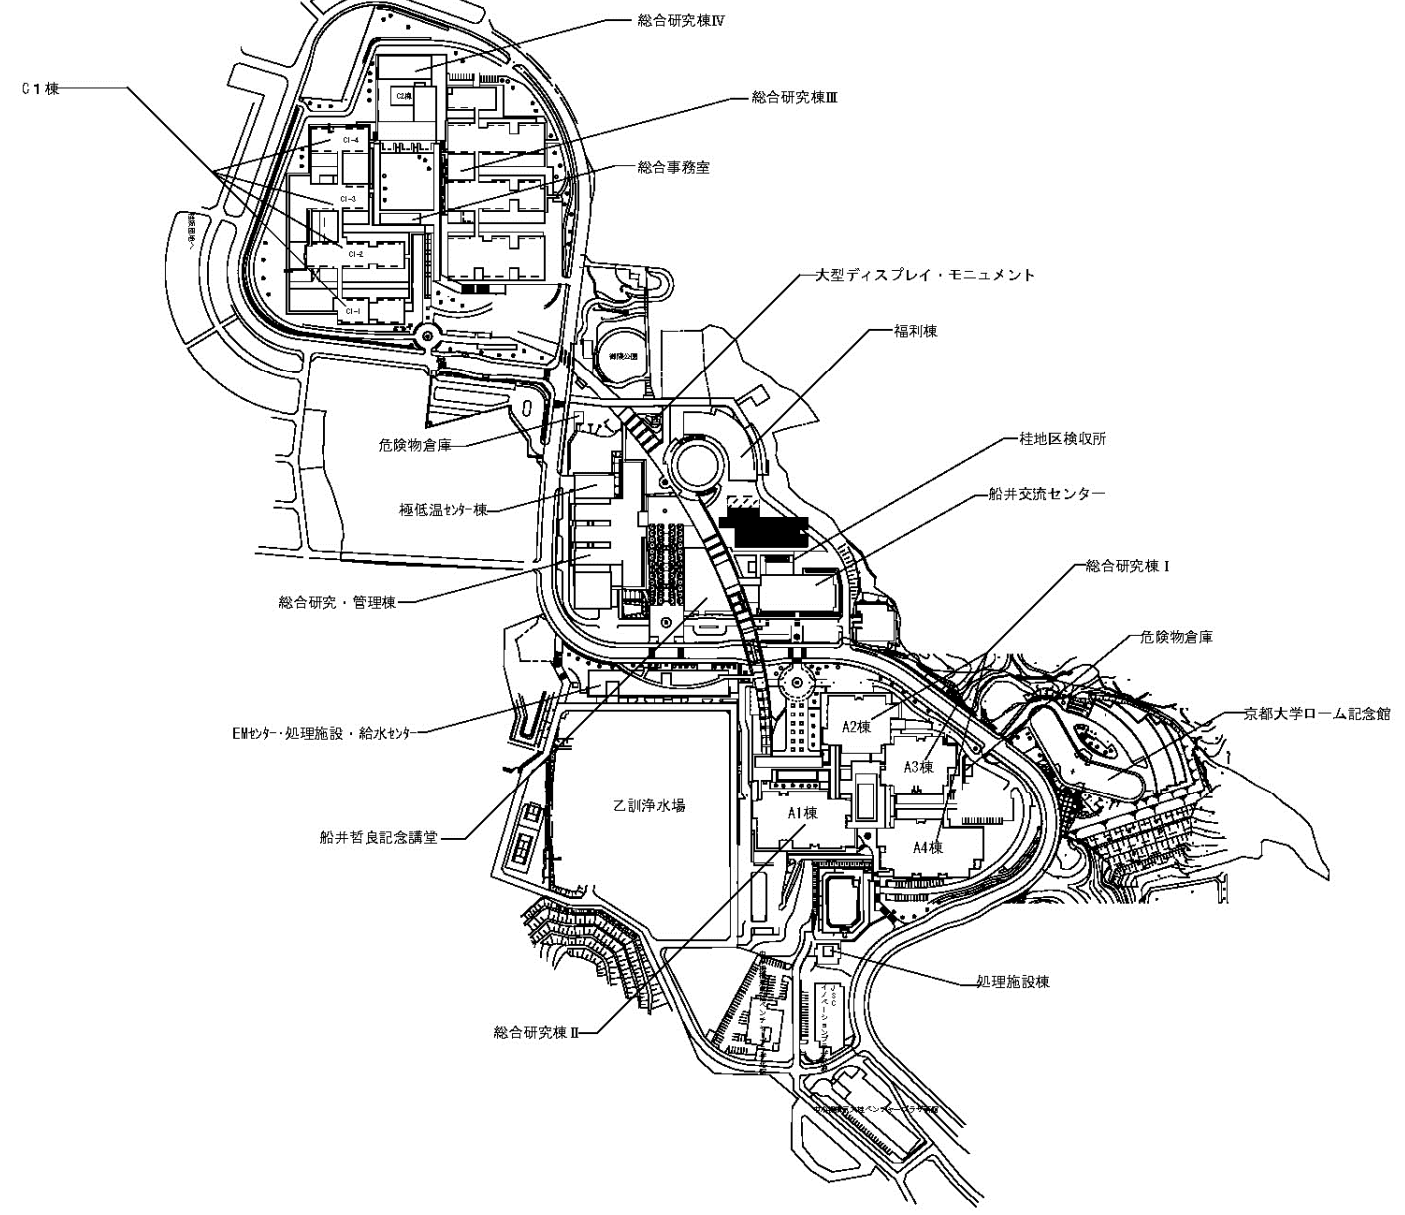 総合研究棟Ⅳ
C1棟
C2棟
総合研究棟Ⅲ
C1-4
総合事務室
C1-3
C1-2
大型ディスプレイ・モニュメント
C1-1
福利棟
御陵公園
危険物倉庫
桂地区検収所
船井交流センター
極低温センター棟
総合研究棟Ⅰ
総合研究・管理棟
危険物倉庫
京都大学ローム記念館
A2棟
EMセンター・処理施設・給水センター
A3棟
乙訓浄水場
A1棟
船井哲良記念講堂
A4棟
処理施設棟
総合研究棟Ⅱ